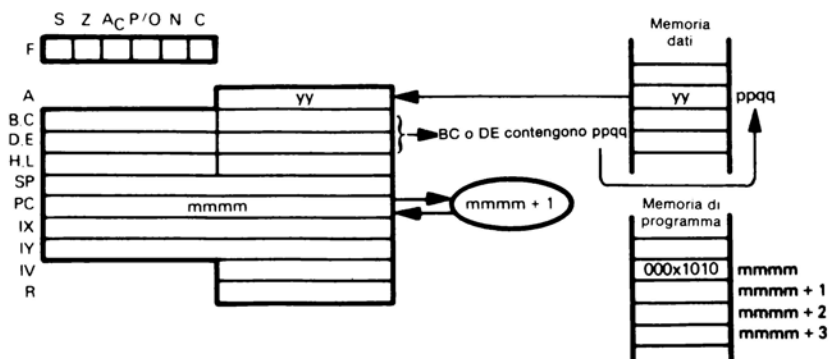 S Z AC P/O N C
F
Memoria
dati
A yy
yy ppqq
B.C
D.E
BC o DE contengono ppqq
H.L
SP
PC mmmm
mmmm + 1
IX
IY
IV
R
Memoria di
programma
000x1010 mmmm
mmmm + 1
mmmm + 2
mmmm + 3